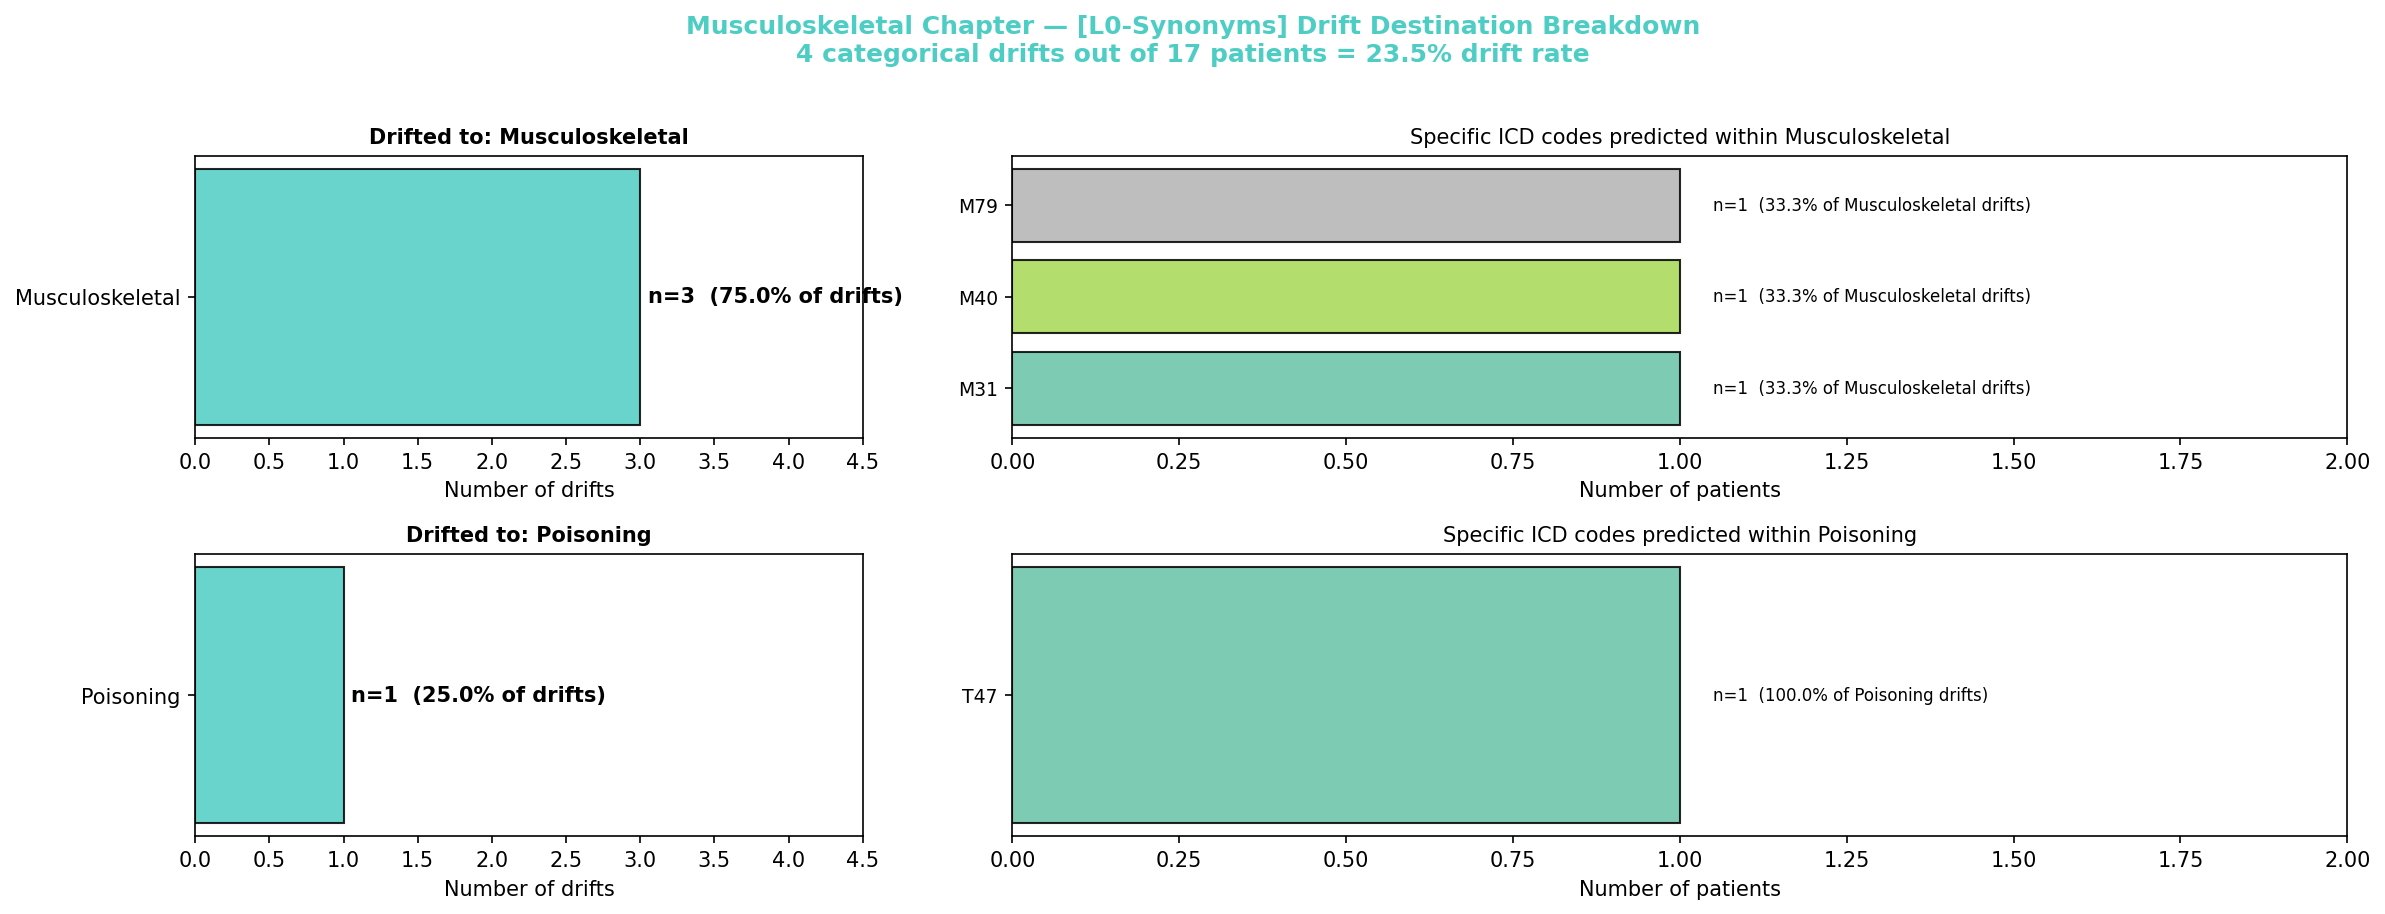 Musculoskeletal Chapter — [L0-Synonyms] Drift Destination Breakdown
4 categorical drifts out of 17 patients = 23.5% drift rate
Drifted to: Musculoskeletal
Musculoskeletal
n=3  (75.0% of drifts)
0.0 0.5 1.0 1.5 2.0 2.5 3.0 3.5 4.0 4.5
Number of drifts
Specific ICD codes predicted within Musculoskeletal
M79
n=1  (33.3% of Musculoskeletal drifts)
M40
n=1  (33.3% of Musculoskeletal drifts)
M31
n=1  (33.3% of Musculoskeletal drifts)
0.00 0.25 0.50 0.75 1.00 1.25 1.50 1.75 2.00
Number of patients
Drifted to: Poisoning
Poisoning
n=1  (25.0% of drifts)
0.0 0.5 1.0 1.5 2.0 2.5 3.0 3.5 4.0 4.5
Number of drifts
Specific ICD codes predicted within Poisoning
T47
n=1  (100.0% of Poisoning drifts)
0.00 0.25 0.50 0.75 1.00 1.25 1.50 1.75 2.00
Number of patients